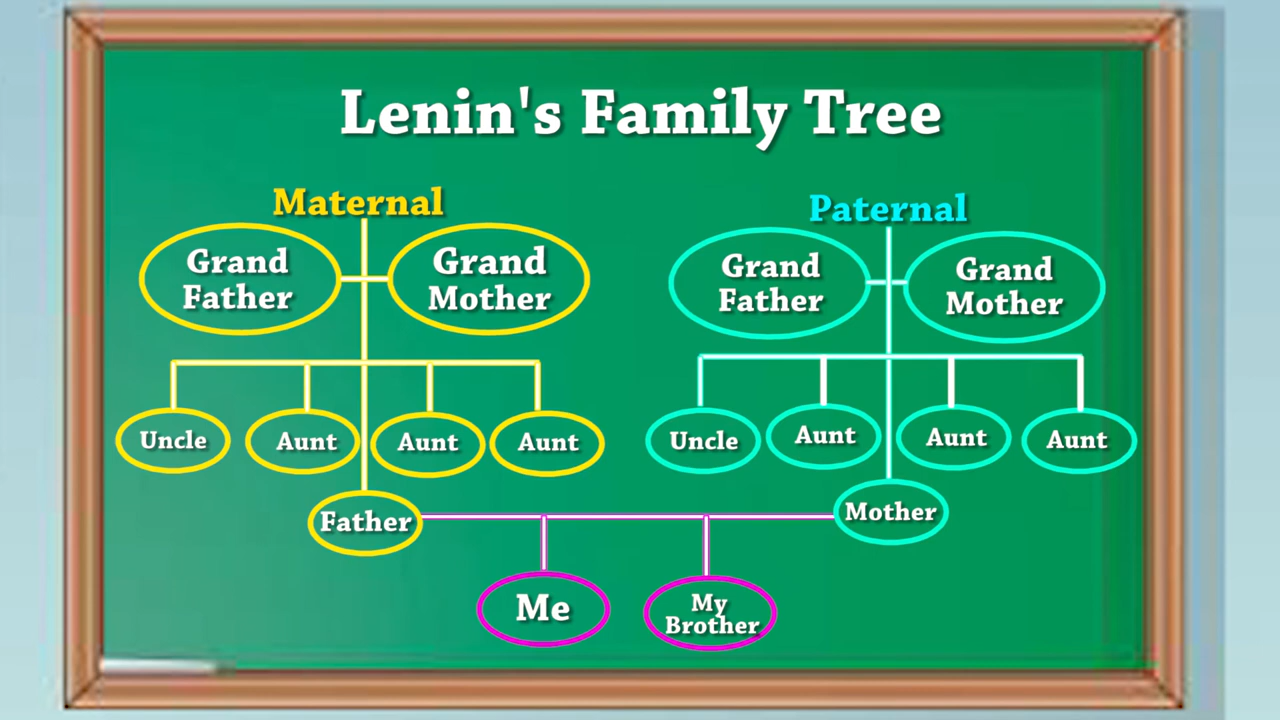 Lenin's Family Tree
Maternal
Grand
Father
Grand
Mother
Uncle
Aunt
Aunt
Aunt
Father
Paternal
Grand
Father
Grand
Mother
Uncle
Aunt
Aunt
Aunt
Mother
Me
My
Brother